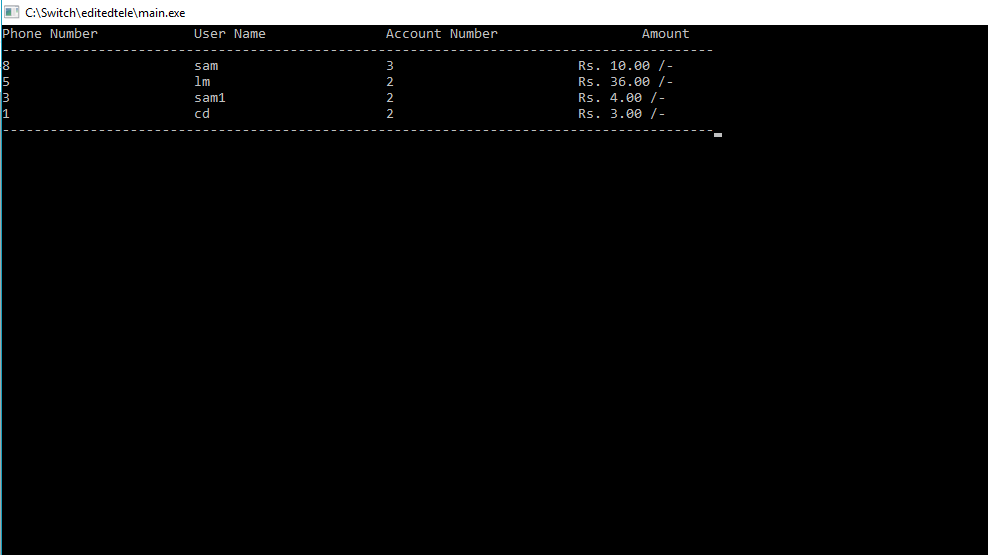 C:\Switch\editedtele\main.exe
Phone Number User Name Account Number Amount
-----------------------------------------------------------------------------------------
8 sam 3 Rs. 10.00 /-
5 lm 2 Rs. 36.00 /-
3 sam1 2 Rs. 4.00 /-
1 cd 2 Rs. 3.00 /-
-----------------------------------------------------------------------------------------